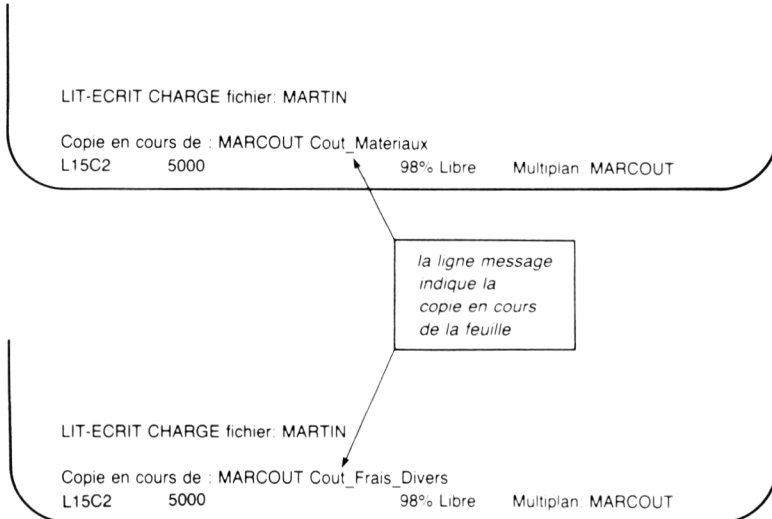 LIT-ECRIT CHARGE fichier: MARTIN
Copie en cours de : MARCOUT Cout_Matériaux
L15C2 5000 98% Libre Multiplan: MARCOUT
la ligne message
indique la
copie en cours
de la feuille
LIT-ECRIT CHARGE fichier: MARTIN
Copie en cours de : MARCOUT Cout_Frais_Divers
L15C2 5000 98% Libre Multiplan: MARCOUT